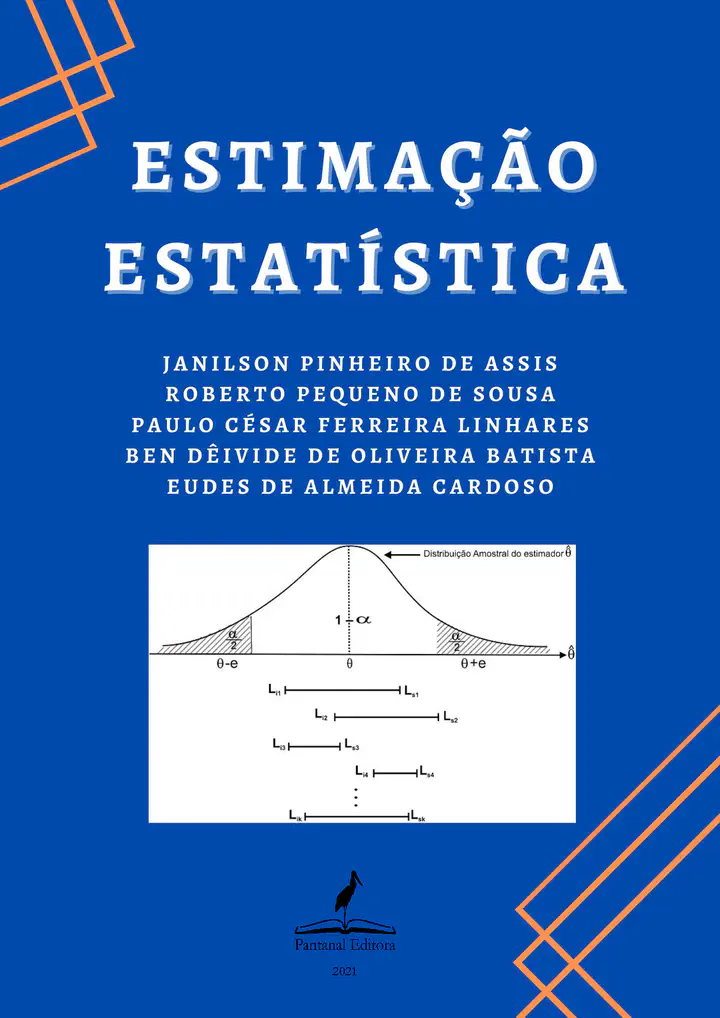 ESTIMAÇÃO
ESTATÍSTICA
JANILSON PINHEIRO DE ASSIS
ROBERTO PEQUENO DE SOUSA
PAULO CÉSAR FERREIRA LINHARES
BEN DÊIVIDE DE OLIVEIRA BATISTA
EUDES DE ALMEIDA CARDOSO
Distribuição Amostral do estimador θ̂
1 - α
α/2 α/2
θ-e θ θ+e θ̂
Li1 Ls1
Li2 Ls2
Li3 Ls3
Li4 Ls4
Lik Lsk
Pantanal Editora
2021